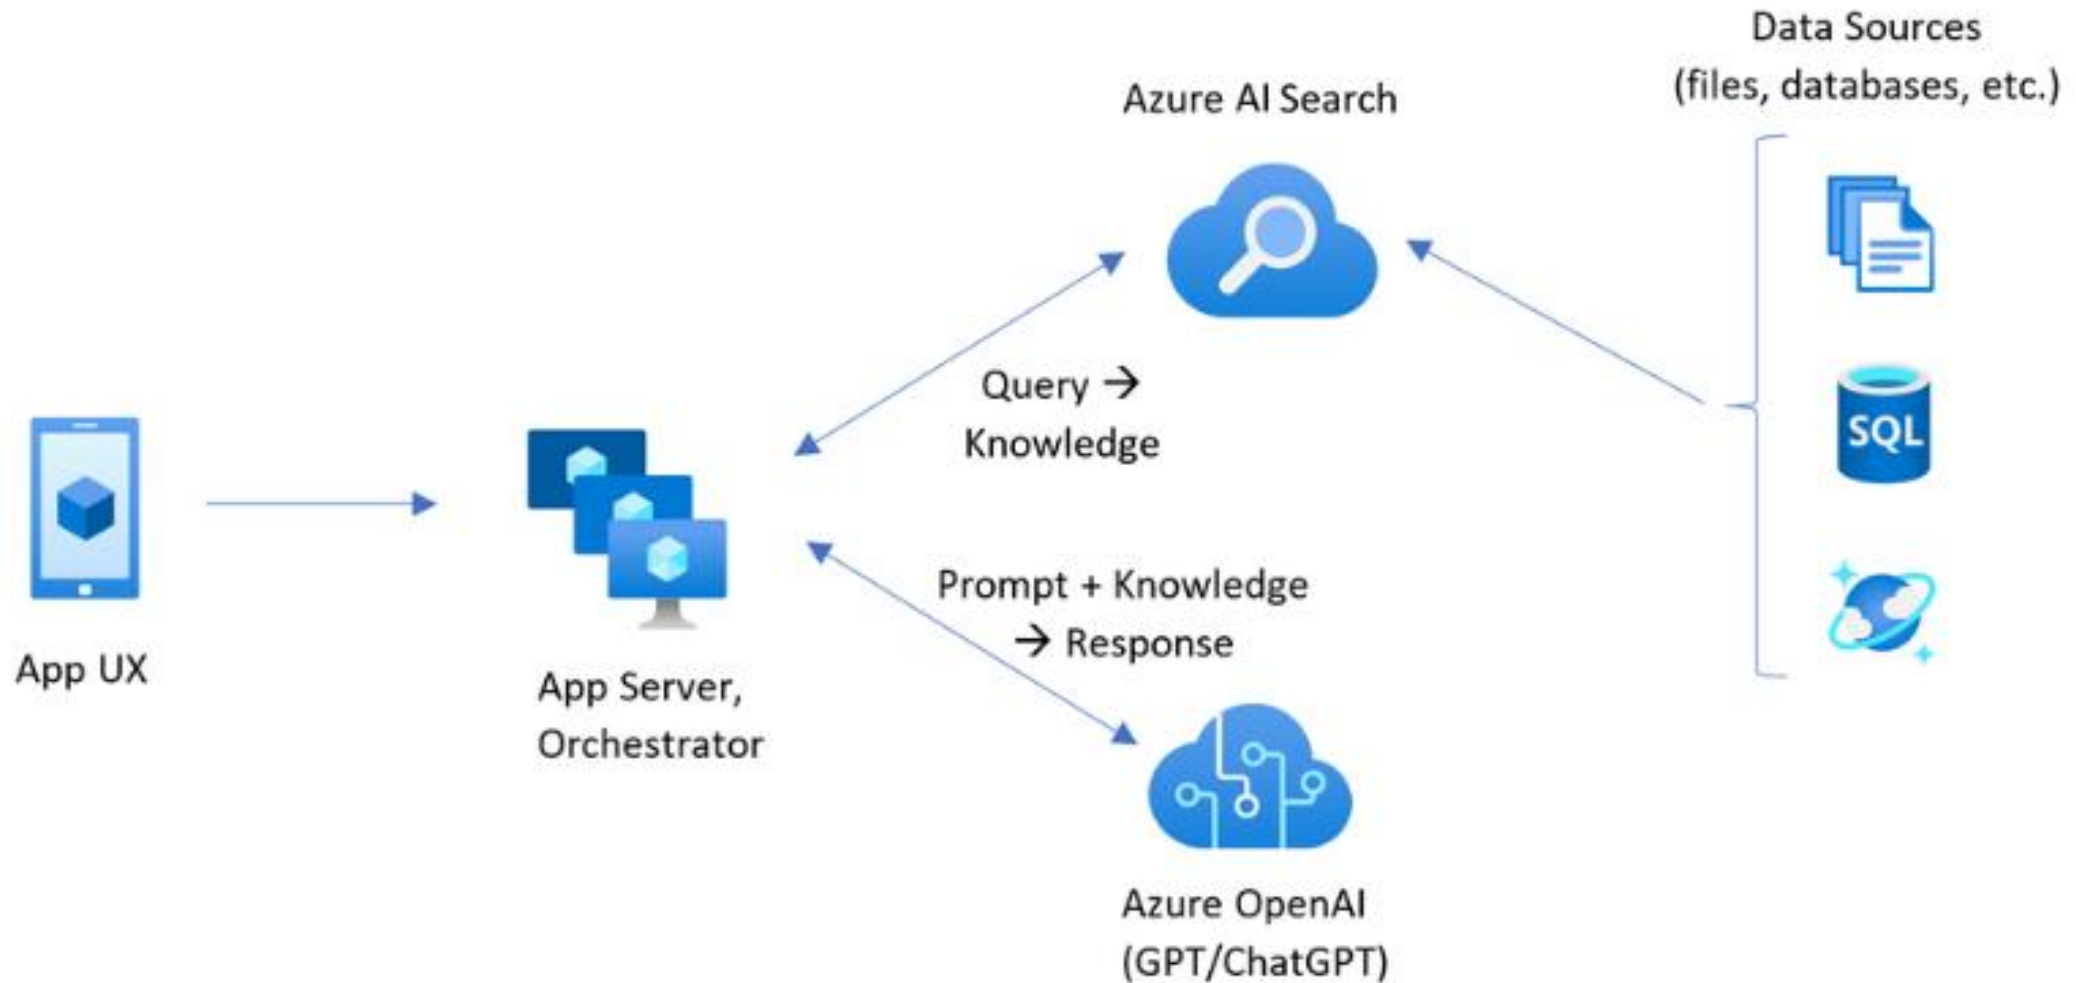 Data Sources
(files, databases, etc.)
Azure AI Search
SQL
Query →
Knowledge
Prompt + Knowledge
→ Response
App UX
App Server,
Orchestrator
Azure OpenAI
(GPT/ChatGPT)